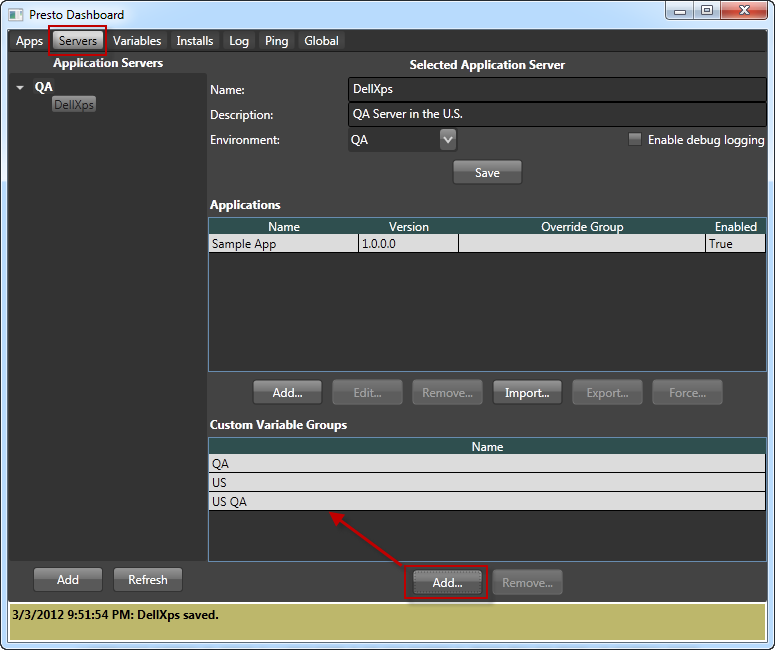 Presto Dashboard
Apps Servers Variables Installs Log Ping Global
Application Servers
QA
DellXps
Add Refresh
Selected Application Server
Name: DellXps
Description: QA Server in the U.S.
Environment: QA Enable debug logging
Save
Applications
Name Version Override Group Enabled
Sample App 1.0.0.0 True
Add... Edit... Remove... Import... Export... Force...
Custom Variable Groups
Name
QA
US
US QA
Add... Remove...
3/3/2012 9:51:54 PM: DellXps saved.